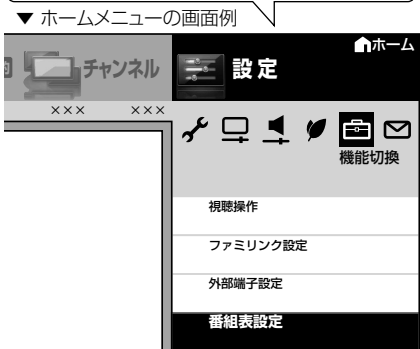 ▼ ホームメニューの画面例
ホーム
チャンネル
設定
××× ×××
機能切換
視聴操作
ファミリンク設定
外部端子設定
番組表設定